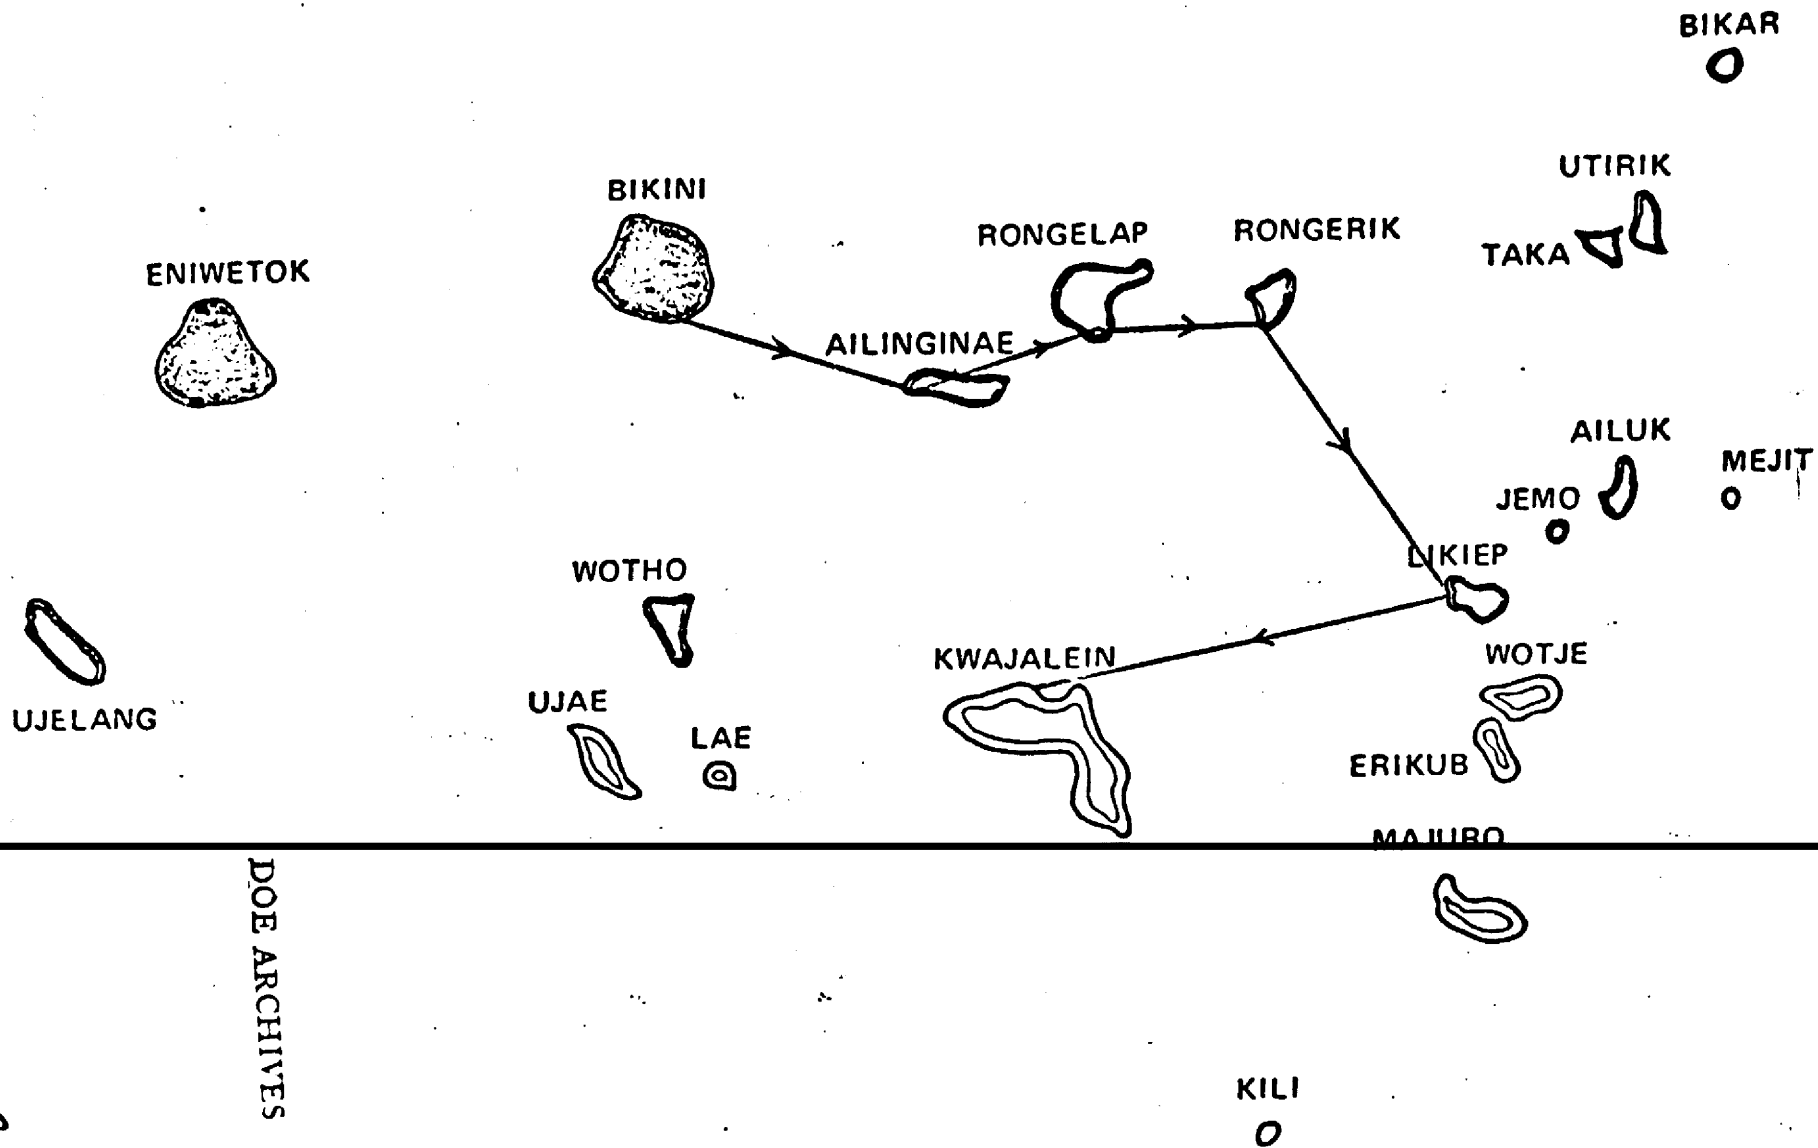 BIKAR
UTIRIK
BIKINI
RONGELAP
RONGERIK
TAKA
ENIWETOK
AILINGINAE
AILUK
MEJIT
JEMO
LIKIEP
WOTHO
KWAJALEIN
WOTJE
UJAE
UJELANG
LAE
ERIKUB
MAJURO
DOE ARCHIVES
KILI